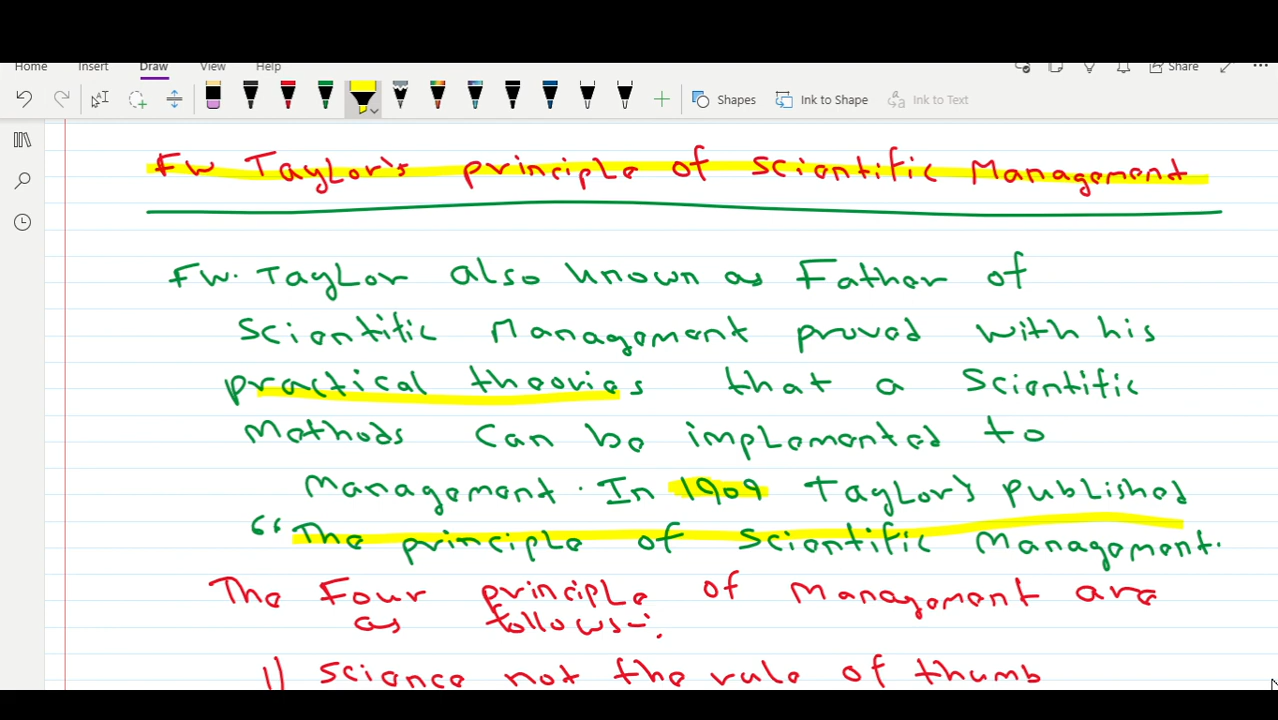 Home Insert Draw View Help Share
Shapes Ink to Shape Ink to Text
FW Taylor's principle of Scientific Management
FW. Taylor also known as Father of
Scientific Management proved with his
practical theories that a Scientific
Methods can be implemented to
Management. In 1909 Taylor's published
“The principle of Scientific Management.
The Four principle of Management are
as follows:-
1) Science not the rule of thumb